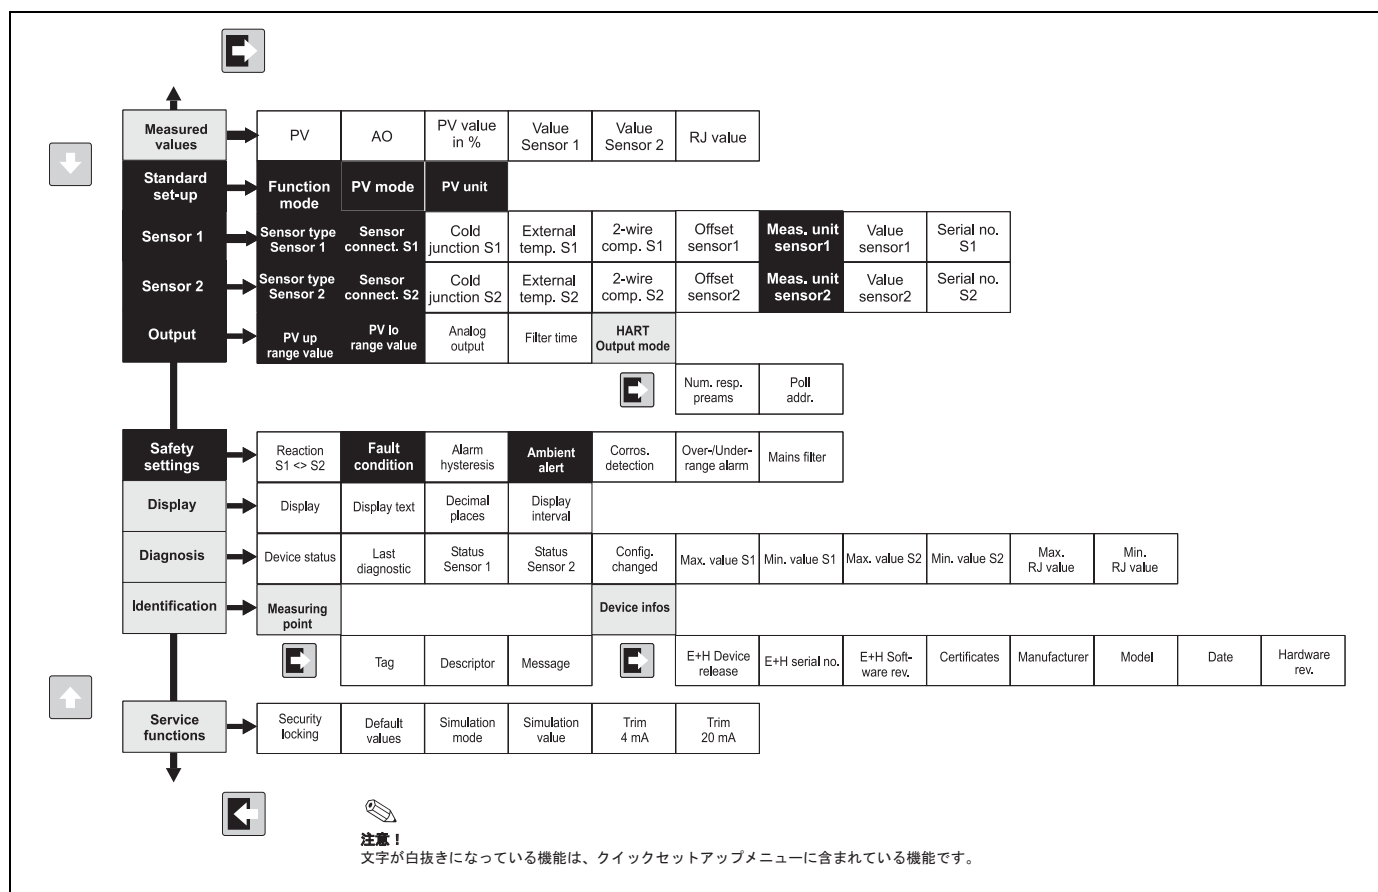 Measured
values
PV
AO
PV value
in %
Value
Sensor 1
Value
Sensor 2
RJ value
Standard
set-up
Function
mode
PV mode
PV unit
Sensor 1
Sensor type
Sensor 1
Sensor
connect. S1
Cold
junction S1
External
temp. S1
2-wire
comp. S1
Offset
sensor1
Meas. unit
sensor1
Value
sensor1
Serial no.
S1
Sensor 2
Sensor type
Sensor 2
Sensor
connect. S2
Cold
junction S2
External
temp. S2
2-wire
comp. S2
Offset
sensor2
Meas. unit
sensor2
Value
sensor2
Serial no.
S2
Output
PV up
range value
PV lo
range value
Analog
output
Filter time
HART
Output mode
Num. resp.
preams
Poll
addr.
Safety
settings
Reaction
S1 <> S2
Fault
condition
Alarm
hysteresis
Ambient
alert
Corros.
detection
Over-/Under-
range alarm
Mains filter
Display
Display
Display text
Decimal
places
Display
interval
Diagnosis
Device status
Last
diagnostic
Status
Sensor 1
Status
Sensor 2
Config.
changed
Max. value S1
Min. value S1
Max. value S2
Min. value S2
Max.
RJ value
Min.
RJ value
Identification
Measuring
point
Device infos
Tag
Descriptor
Message
E+H Device
release
E+H serial no.
E+H Soft-
ware rev.
Certificates
Manufacturer
Model
Date
Hardware
rev.
Service
functions
Security
locking
Default
values
Simulation
mode
Simulation
value
Trim
4 mA
Trim
20 mA
注意！
文字が白抜きになっている機能は、クイックセットアップメニューに含まれている機能です。